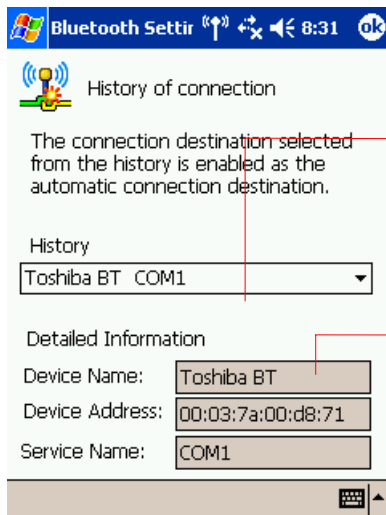 Bluetooth Settir 8:31 ok
History of connection
The connection destination selected
from the history is enabled as the
automatic connection destination.
History
Toshiba BT COM1
Detailed Information
Device Name: Toshiba BT
Device Address: 00:03:7a:00:d8:71
Service Name: COM1